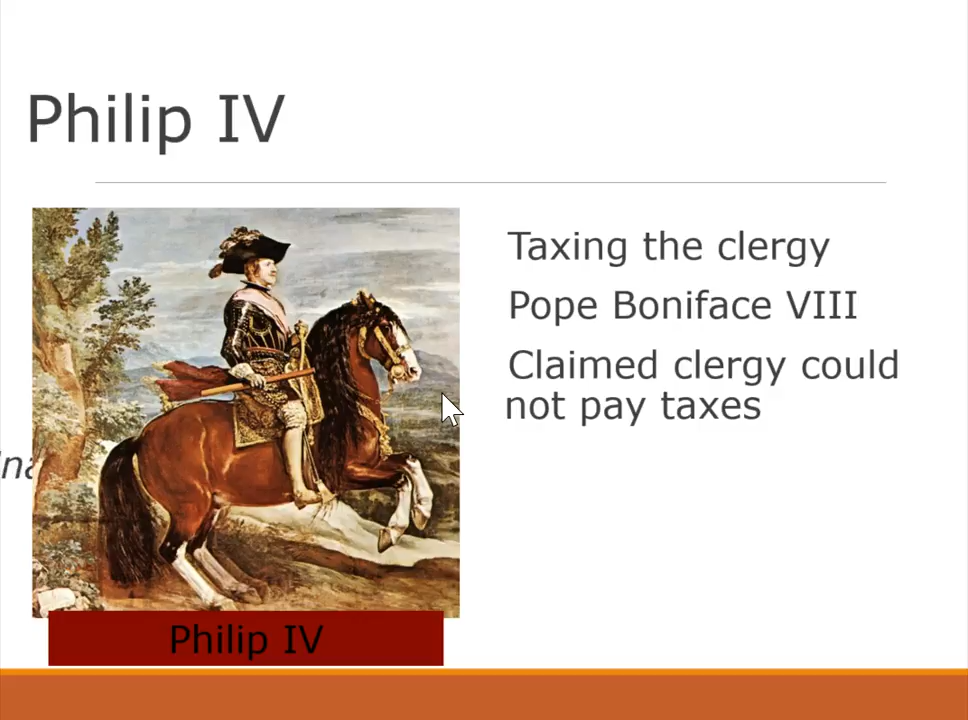 Philip IV
Taxing the clergy
Pope Boniface VIII
Claimed clergy could
not pay taxes
Philip IV